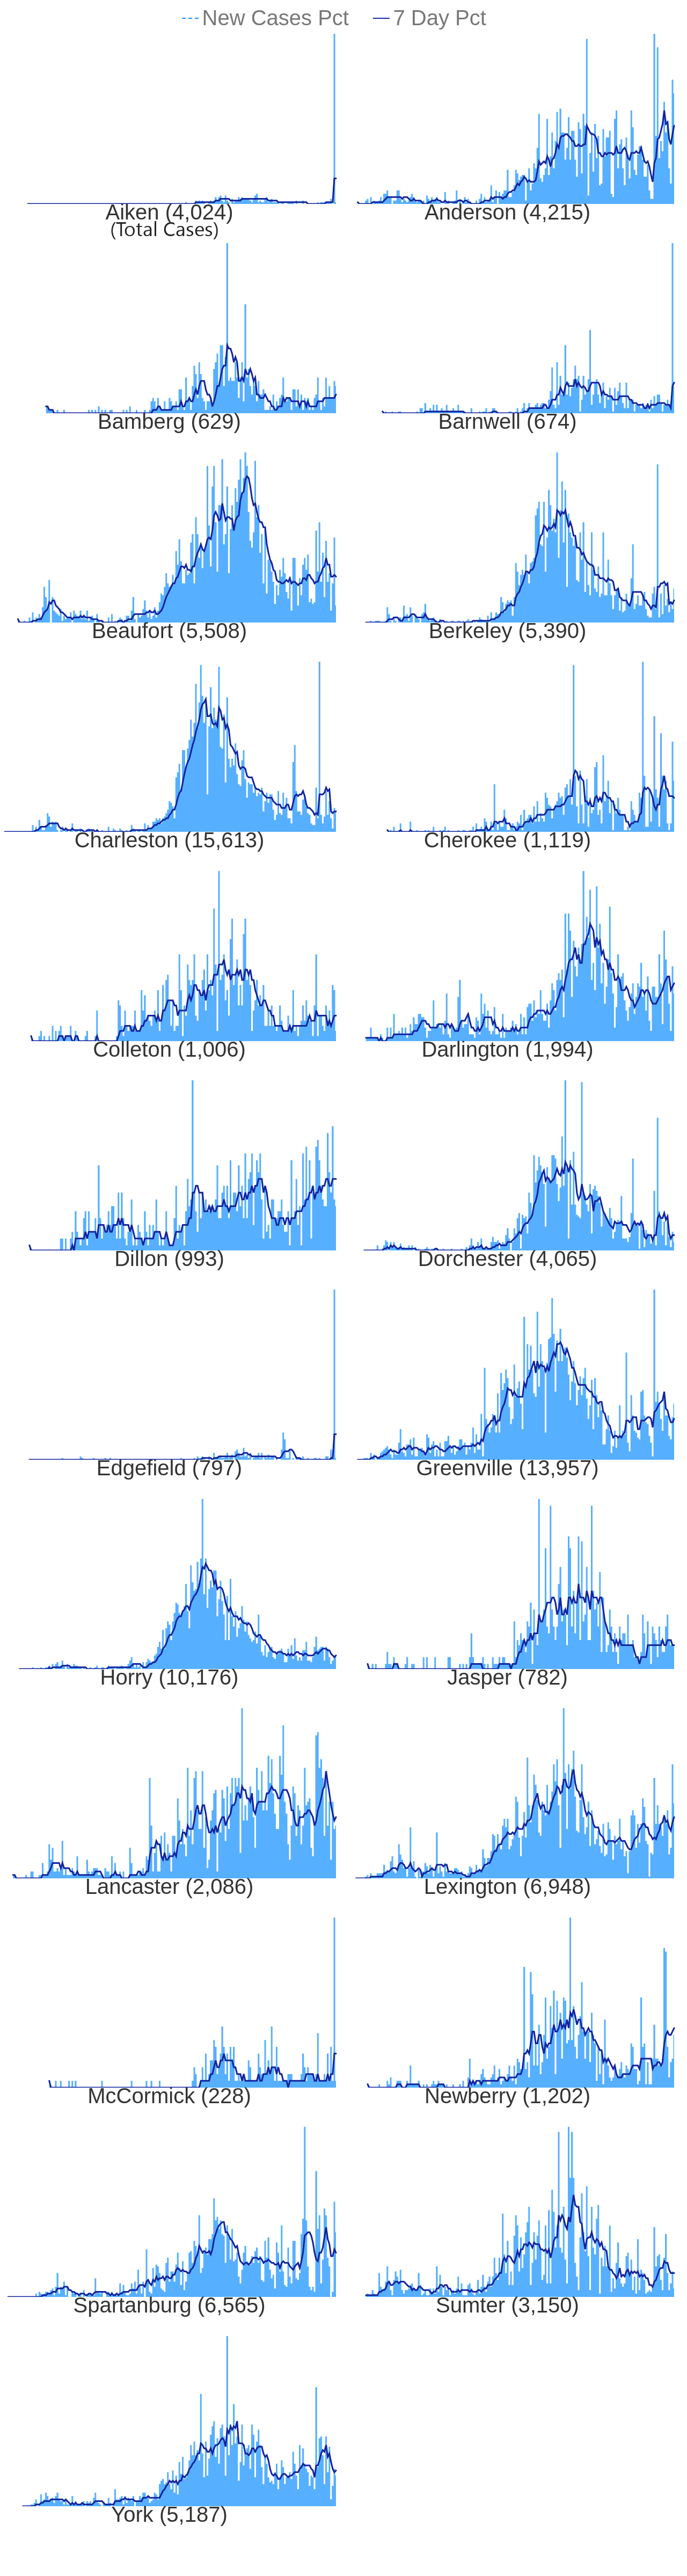 New Cases Pct 7 Day Pct
Aiken (4,024) Anderson (4,215)
(Total Cases)
Bamberg (629) Barnwell (674)
Beaufort (5,508) Berkeley (5,390)
Charleston (15,613) Cherokee (1,119)
Colleton (1,006) Darlington (1,994)
Dillon (993) Dorchester (4,065)
Edgefield (797) Greenville (13,957)
Horry (10,176) Jasper (782)
Lancaster (2,086) Lexington (6,948)
McCormick (228) Newberry (1,202)
Spartanburg (6,565) Sumter (3,150)
York (5,187)